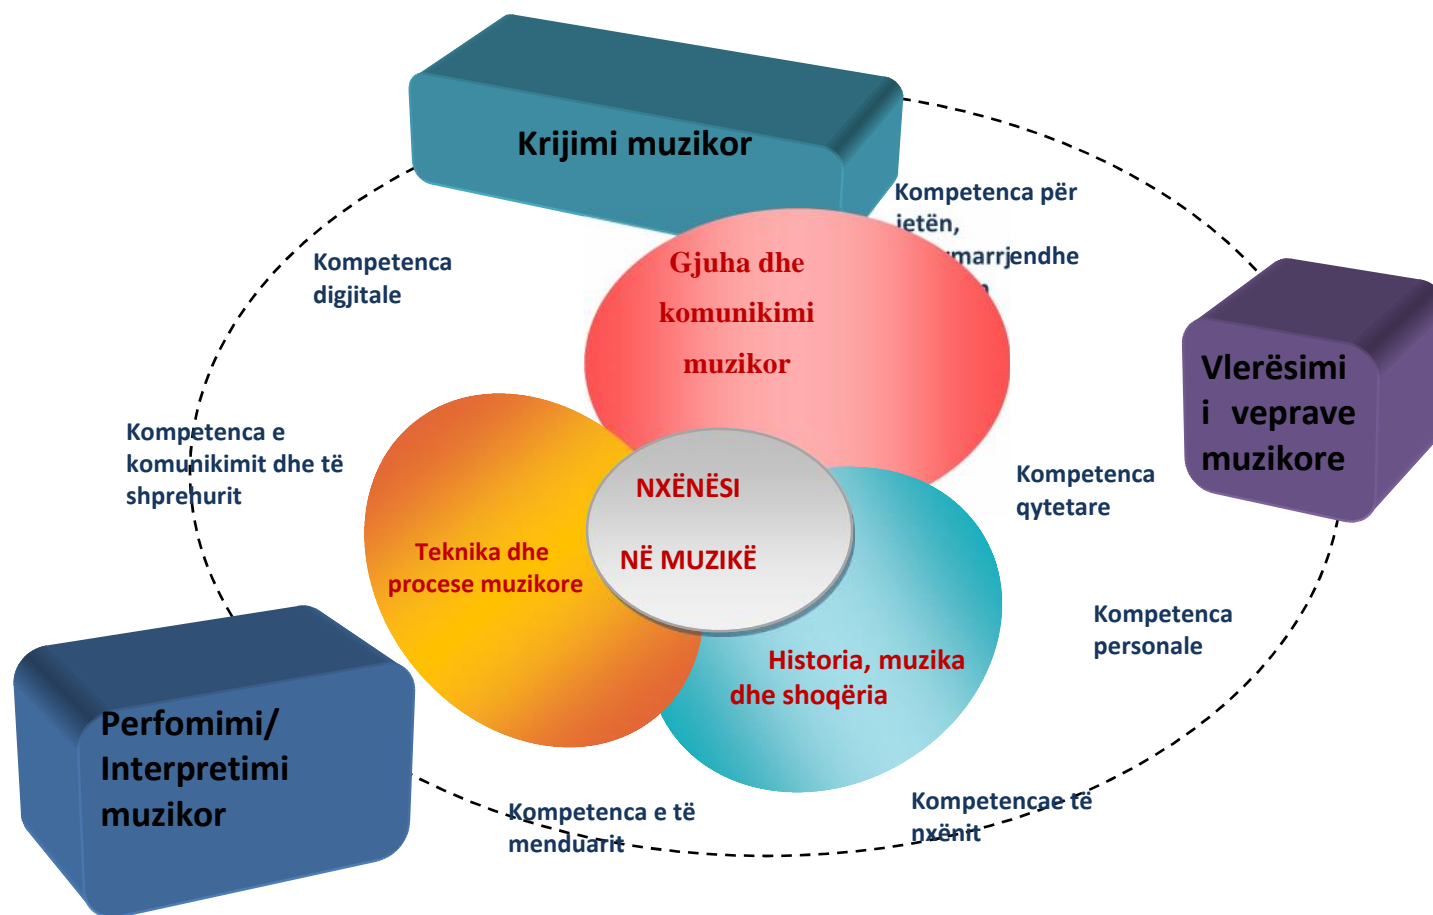 Krijimi muzikor
Kompetenca për
jetën,
Gjuha dhe
komunikimi
muzikor
Kompetenca
digjitale
Vlerësimi
i veprave
muzikore
Kompetenca e
komunikimit dhe të
shprehurit
Kompetenca
qytetare
NXËNËSI
NË MUZIKË
Teknika dhe
procese muzikore
Kompetenca
personale
Historia, muzika
dhe shoqëria
Perfomimi/
Interpretimi
muzikor
Kompetenca e të
menduarit
Kompetencae të
nxënit